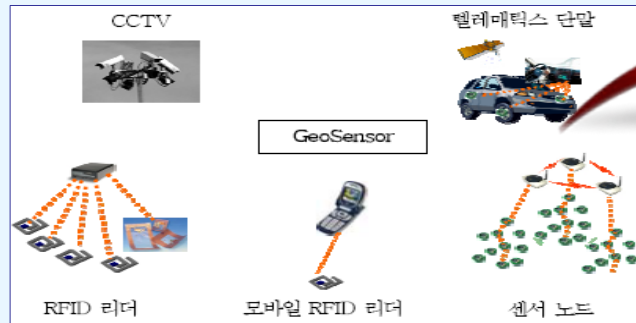 CCTV
텔레매틱스 단말
GeoSensor
RFID 리더
모바일 RFID 리더
센서 노드